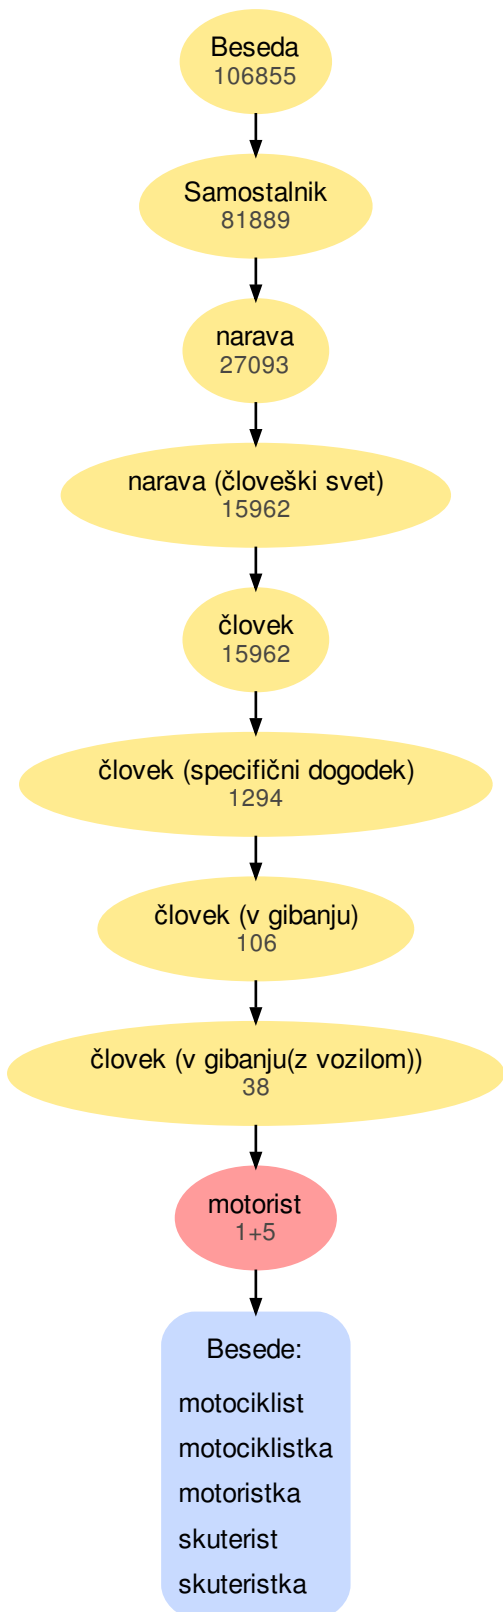 Beseda
106855
Samostalnik
81889
narava
27093
narava (človeški svet)
15962
človek
15962
človek (specifični dogodek)
1294
človek (v gibanju)
106
človek (v gibanju(z vozilom))
38
motorist
1+5
Besede:
motociklist
motociklistka
motoristka
skuterist
skuteristka